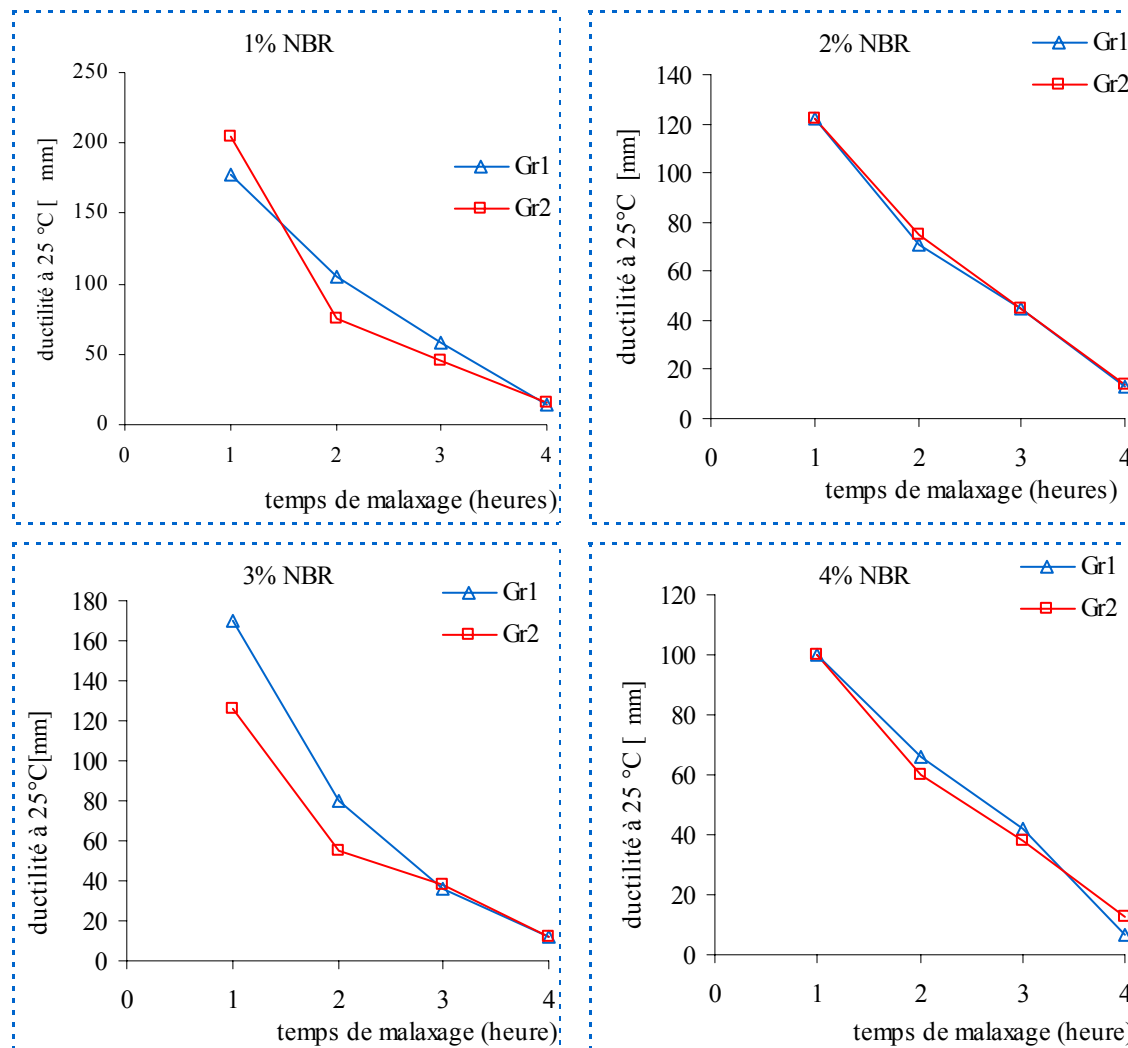 1% NBR
250
200
150
100
50
0
0 1 2 3 4
ductilité à 25 °C [ mm]
temps de malaxage (heures)
Gr1
Gr2
2% NBR
Gr1
Gr2
140
120
100
80
60
40
20
0
0 1 2 3 4
ductilité à 25°C [mm]
temps de malaxage (heures)
3% NBR
Gr1
Gr2
180
160
140
120
100
80
60
40
20
0
0 1 2 3 4
ductilité à 25°C[mm]
temps de malaxage (heure)
4% NBR
Gr1
Gr2
120
100
80
60
40
20
0
0 1 2 3 4
ductilité à 25 °C [ mm]
temps de malaxage (heure)